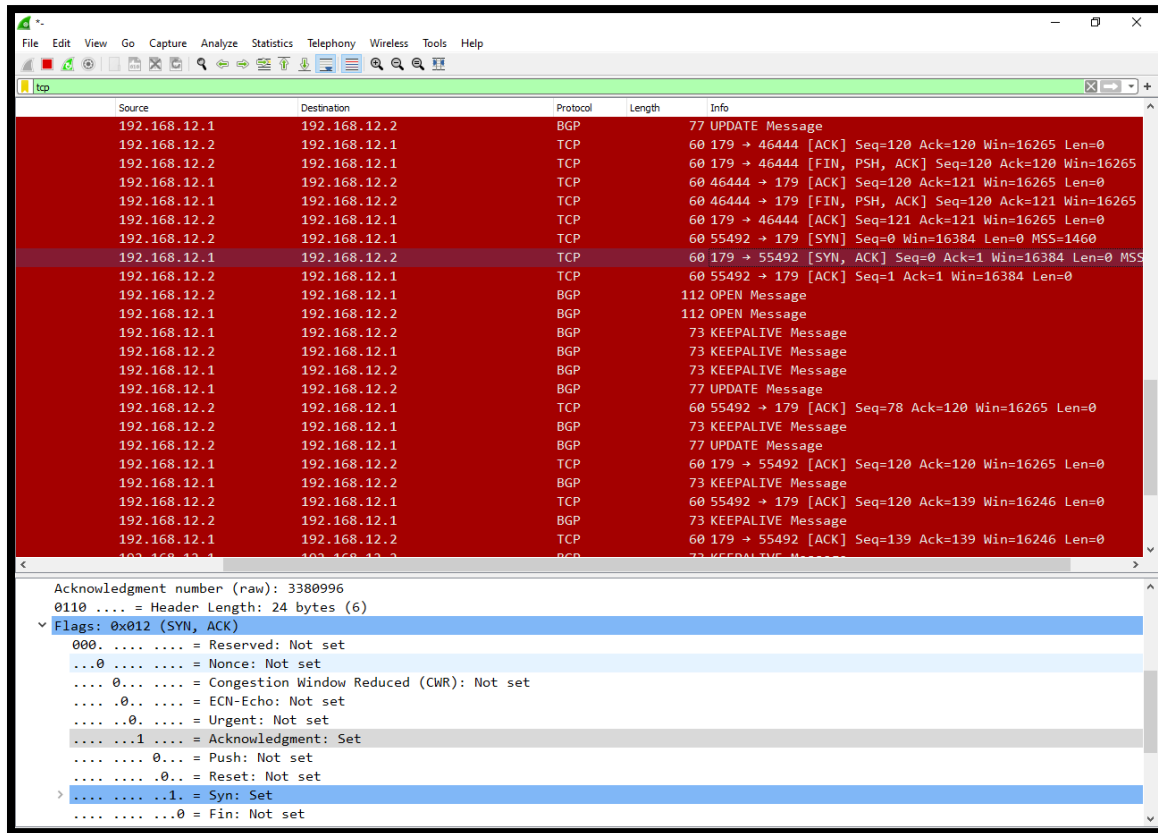 *-
File Edit View Go Capture Analyze Statistics Telephony Wireless Tools Help
tcp
Source Destination Protocol Length Info
192.168.12.1 192.168.12.2 BGP 77 UPDATE Message
192.168.12.2 192.168.12.1 TCP 60 179 → 46444 [ACK] Seq=120 Ack=120 Win=16265 Len=0
192.168.12.2 192.168.12.1 TCP 60 179 → 46444 [FIN, PSH, ACK] Seq=120 Ack=120 Win=16265
192.168.12.1 192.168.12.2 TCP 60 46444 → 179 [ACK] Seq=120 Ack=121 Win=16265 Len=0
192.168.12.1 192.168.12.2 TCP 60 46444 → 179 [FIN, PSH, ACK] Seq=120 Ack=121 Win=16265
192.168.12.2 192.168.12.1 TCP 60 179 → 46444 [ACK] Seq=121 Ack=121 Win=16265 Len=0
192.168.12.2 192.168.12.1 TCP 60 55492 → 179 [SYN] Seq=0 Win=16384 Len=0 MSS=1460
192.168.12.1 192.168.12.2 TCP 60 179 → 55492 [SYN, ACK] Seq=0 Ack=1 Win=16384 Len=0 MSS
192.168.12.2 192.168.12.1 TCP 60 55492 → 179 [ACK] Seq=1 Ack=1 Win=16384 Len=0
192.168.12.2 192.168.12.1 BGP 112 OPEN Message
192.168.12.1 192.168.12.2 BGP 112 OPEN Message
192.168.12.1 192.168.12.2 BGP 73 KEEPALIVE Message
192.168.12.2 192.168.12.1 BGP 73 KEEPALIVE Message
192.168.12.1 192.168.12.2 BGP 73 KEEPALIVE Message
192.168.12.1 192.168.12.2 BGP 77 UPDATE Message
192.168.12.2 192.168.12.1 TCP 60 55492 → 179 [ACK] Seq=78 Ack=120 Win=16265 Len=0
192.168.12.2 192.168.12.1 BGP 73 KEEPALIVE Message
192.168.12.2 192.168.12.1 BGP 77 UPDATE Message
192.168.12.1 192.168.12.2 TCP 60 179 → 55492 [ACK] Seq=120 Ack=120 Win=16265 Len=0
192.168.12.1 192.168.12.2 BGP 73 KEEPALIVE Message
192.168.12.2 192.168.12.1 TCP 60 55492 → 179 [ACK] Seq=120 Ack=139 Win=16246 Len=0
192.168.12.2 192.168.12.1 BGP 73 KEEPALIVE Message
192.168.12.1 192.168.12.2 TCP 60 179 → 55492 [ACK] Seq=139 Ack=139 Win=16246 Len=0
Acknowledgment number (raw): 3380996
0110 .... = Header Length: 24 bytes (6)
Flags: 0x012 (SYN, ACK)
000. .... .... = Reserved: Not set
...0 .... .... = Nonce: Not set
.... 0... .... = Congestion Window Reduced (CWR): Not set
.... .0.. .... = ECN-Echo: Not set
.... ..0. .... = Urgent: Not set
.... ...1 .... = Acknowledgment: Set
.... .... 0... = Push: Not set
.... .... .0.. = Reset: Not set
.... .... ..1. = Syn: Set
.... .... ...0 = Fin: Not set